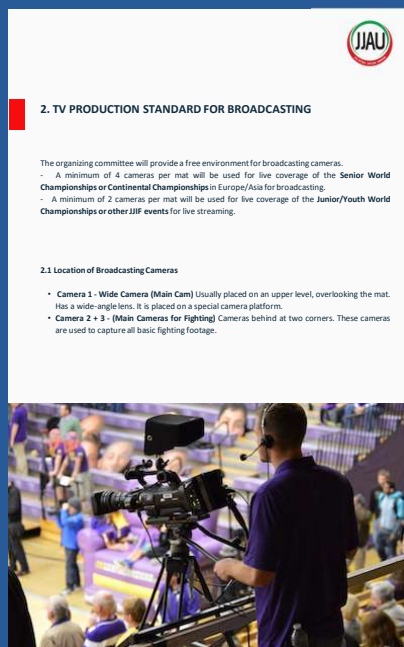 JJAU
2. TV PRODUCTION STANDARD FOR BROADCASTING
The organizing committee will provide a free environment for broadcasting cameras.
- A minimum of 4 cameras per mat will be used for live coverage of the Senior World
Championships or Continental Championships in Europe/Asia for broadcasting.
- A minimum of 2 cameras per mat will be used for live coverage of the Junior/Youth World
Championships or other JJIF events for live streaming.
2.1 Location of Broadcasting Cameras
• Camera 1 - Wide Camera (Main Cam) Usually placed on an upper level, overlooking the mat.
Has a wide-angle lens. It is placed on a special camera platform.
• Camera 2 + 3 - (Main Cameras for Fighting) Cameras behind at two corners. These cameras
are used to capture all basic fighting footage.